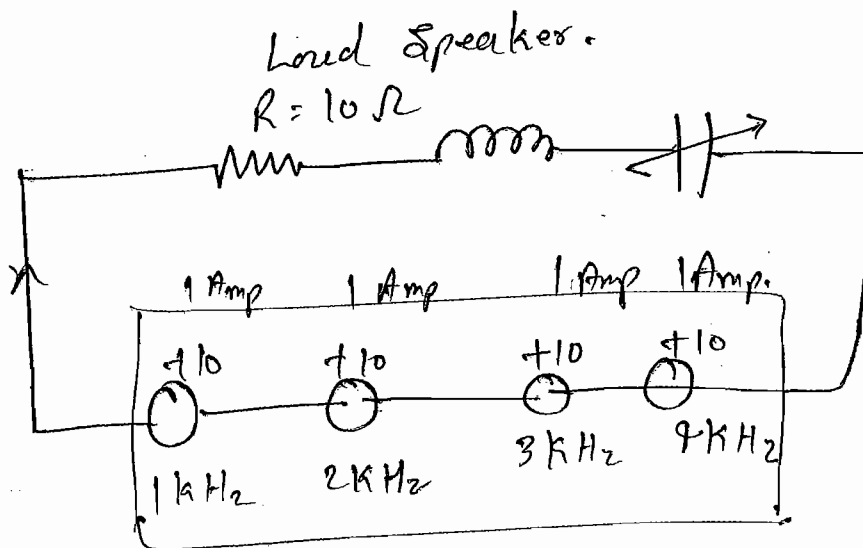 Loud Speaker.
R = 10 Ω
1 Amp 1 Amp 1 Amp 1 Amp.
+10 +10 +10 +10
1 kHz 2 KHz 3 KHz 4 KHz